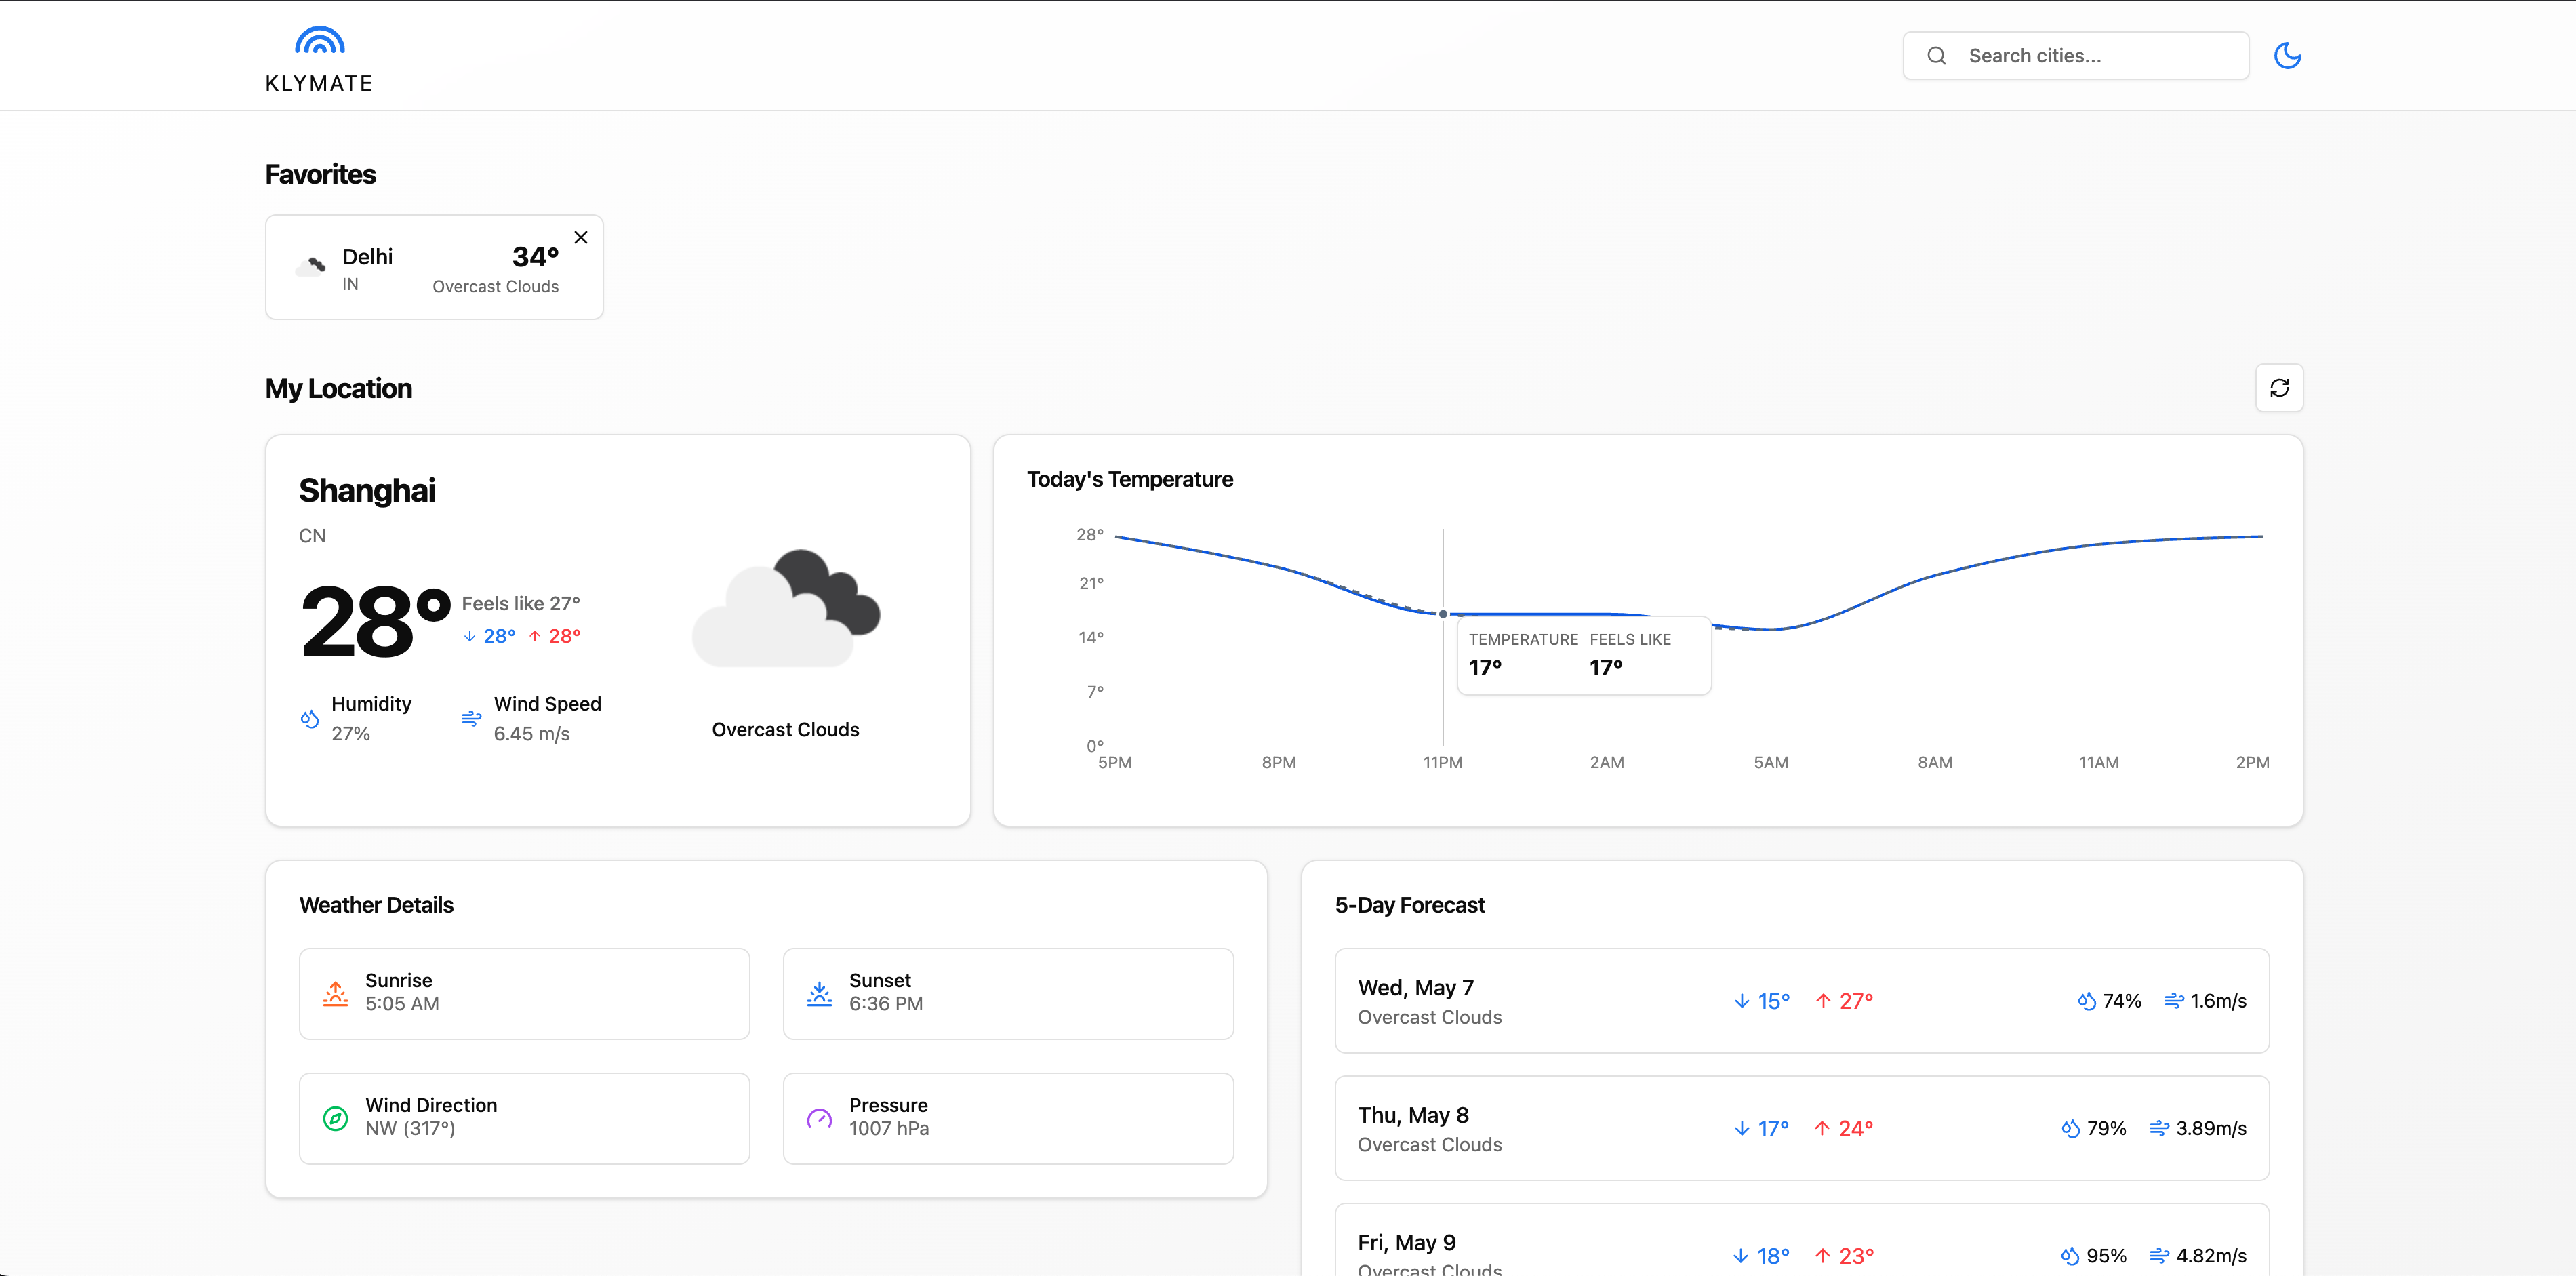 KLYMATE
Search cities...
Favorites
Delhi
IN
34°
Overcast Clouds
My Location
Shanghai
CN
28°
Feels like 27°
28° 28°
Humidity
27%
Wind Speed
6.45 m/s
Overcast Clouds
Today's Temperature
28°
21°
14°
7°
0°
TEMPERATURE FEELS LIKE
17° 17°
5PM 8PM 11PM 2AM 5AM 8AM 11AM 2PM
Weather Details
Sunrise
5:05 AM
Sunset
6:36 PM
Wind Direction
NW (317°)
Pressure
1007 hPa
5-Day Forecast
Wed, May 7
Overcast Clouds
15° 27°
74% 1.6m/s
Thu, May 8
Overcast Clouds
17° 24°
79% 3.89m/s
Fri, May 9
Overcast Clouds
18° 23°
95% 4.82m/s